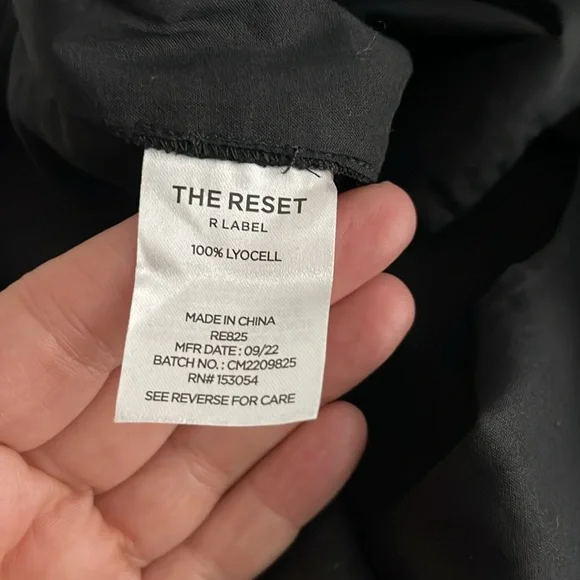 THE RESET
R LABEL
100% LYOCELL
MADE IN CHINA
RE825
MFR DATE : 09/22
BATCH NO. : CM2209825
RN# 153054
SEE REVERSE FOR CARE